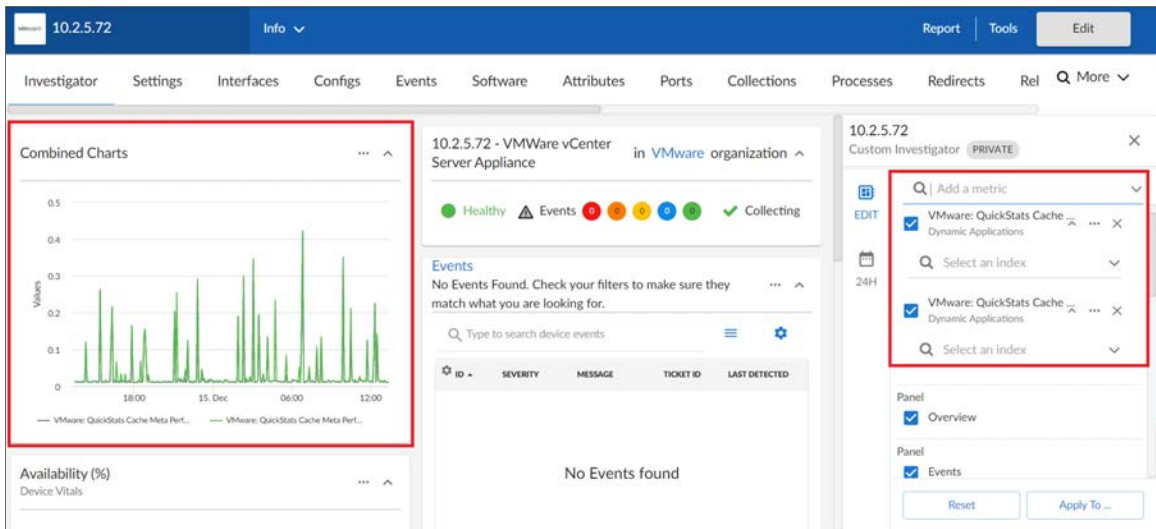 vmware
10.2.5.72
Info
Report
Tools
Edit
Investigator
Settings
Interfaces
Configs
Events
Software
Attributes
Ports
Collections
Processes
Redirects
Rel
More
Combined Charts
0.5
0.4
0.3
0.2
0.1
0
Values
18:00
15. Dec
06:00
12:00
VMware: QuickStats Cache Meta Perf...
VMware: QuickStats Cache Meta Perf...
Availability (%)
Device Vitals
10.2.5.72 - VMWare vCenter
Server Appliance
in VMware organization
Healthy
Events
0 0 0 0 0
Collecting
Events
No Events Found. Check your filters to make sure they
match what you are looking for.
Type to search device events
ID
SEVERITY
MESSAGE
TICKET ID
LAST DETECTED
No Events found
10.2.5.72
Custom Investigator PRIVATE
EDIT
24H
Add a metric
VMware: QuickStats Cache ...
Dynamic Applications
Select an index
VMware: QuickStats Cache ...
Dynamic Applications
Select an index
Panel
Overview
Panel
Events
Reset
Apply To ...